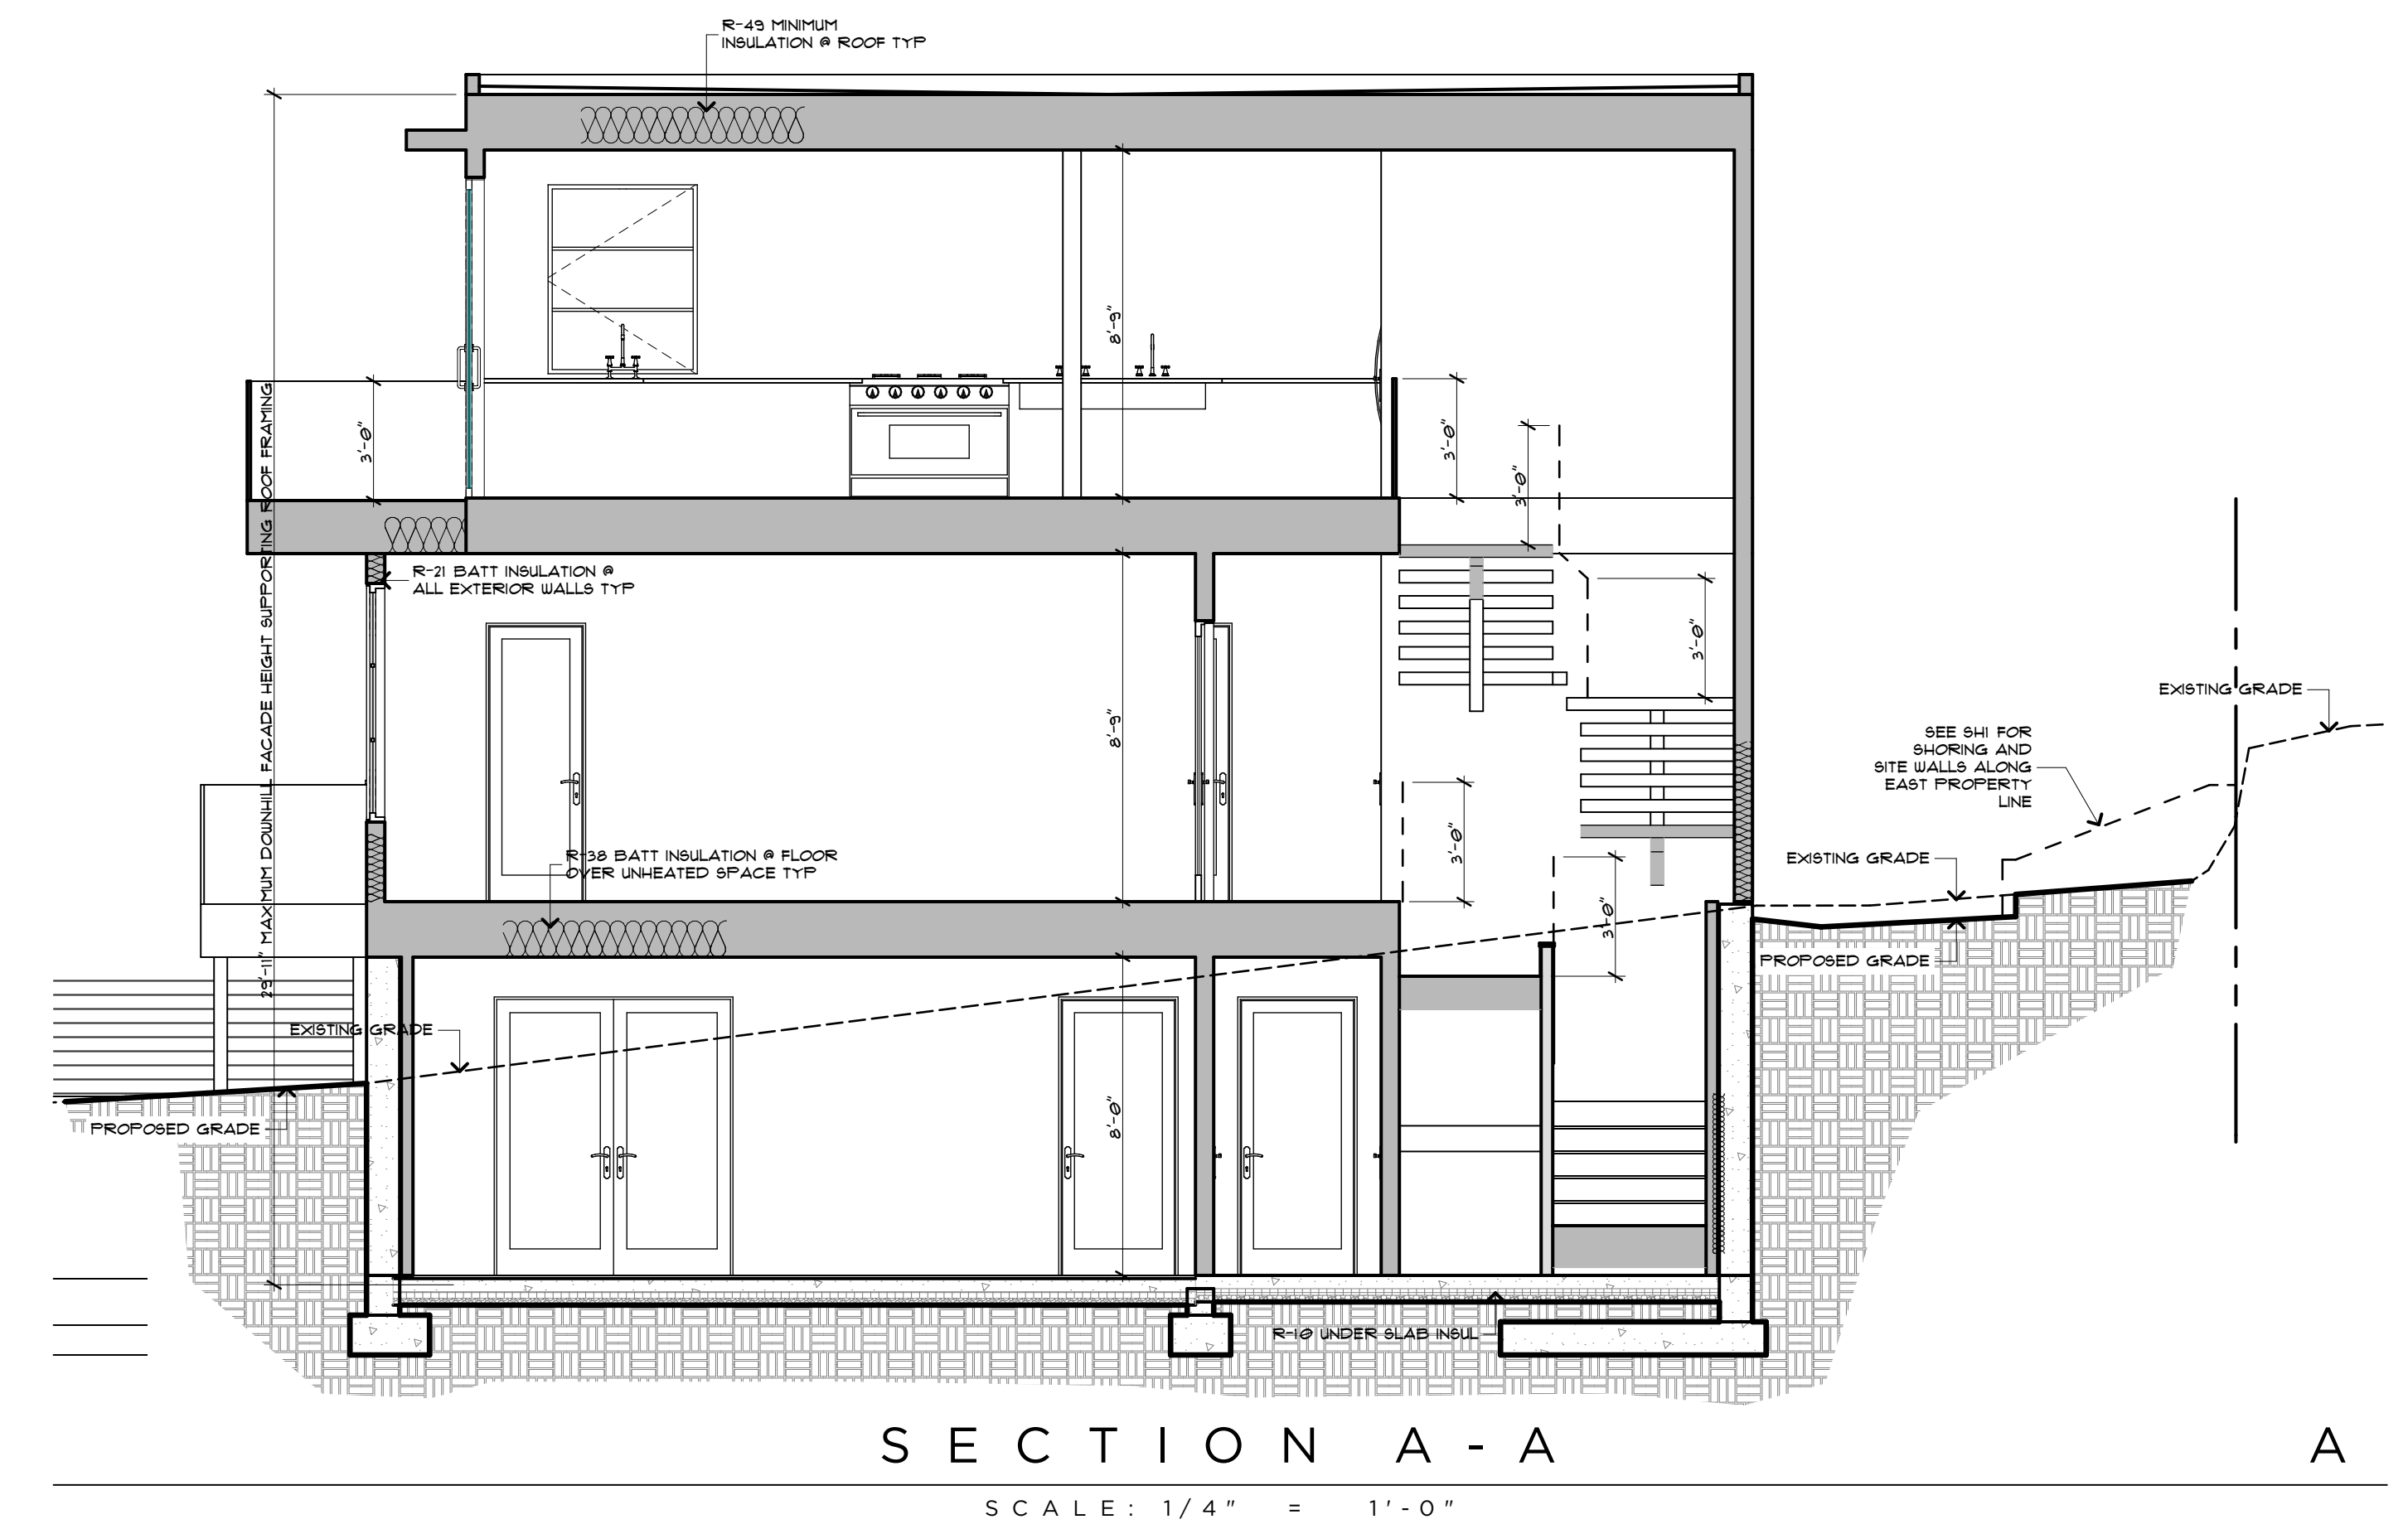 R-49 MINIMUM
INSULATION @ ROOF TYP
8'-9"
3'-0"
3'-0"
3'-0"
29'-11" MAXIMUM DOWNHILL FACADE HEIGHT SUPPORTING ROOF FRAMING
R-21 BATT INSULATION @
ALL EXTERIOR WALLS TYP
3'-0"
8'-9"
EXISTING GRADE
SEE SH1 FOR
SHORING AND
SITE WALLS ALONG
EAST PROPERTY
LINE
3'-0"
R-38 BATT INSULATION @ FLOOR
OVER UNHEATED SPACE TYP
EXISTING GRADE
3'-0"
PROPOSED GRADE
EXISTING GRADE
8'-0"
PROPOSED GRADE
R-10 UNDER SLAB INSUL
SECTION A-A
A
SCALE: 1/4" = 1'-0"